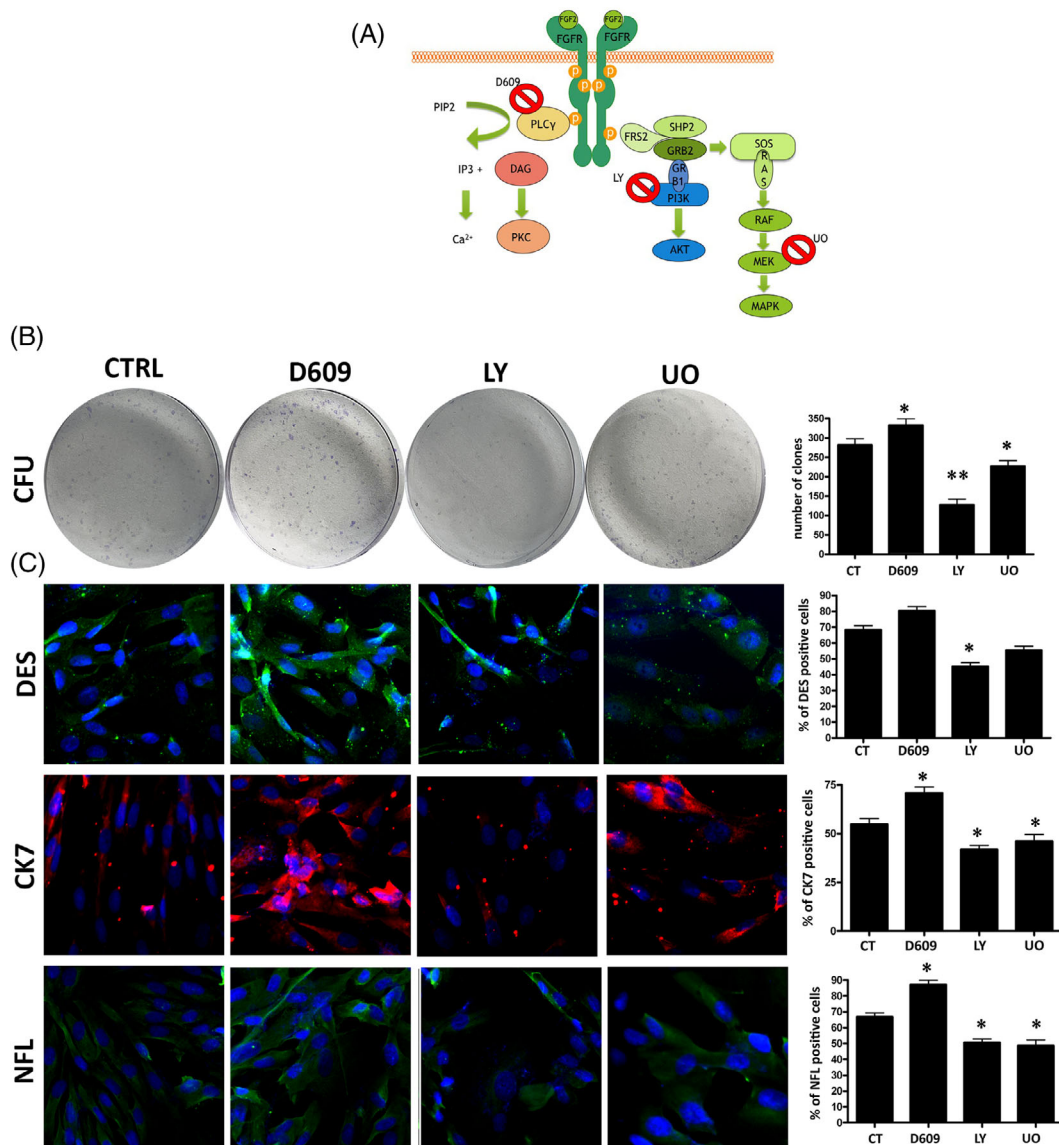 (A)
FGF2 FGF2
FGFR FGFR
P P
P P
P P
D609
PIP2
PLCγ
IP3 +
DAG
Ca2+
PKC
FRS2
SHP2
GRB2
GRB1
LY
PI3K
AKT
SOS
RAS
RAF
MEK
UO
MAPK
(B)
CTRL D609 LY UO
CFU
number of clones
350
300
250
200
150
100
50
0
* ** *
CT D609 LY UO
(C)
DES
% of DES positive cells
90
80
70
60
50
40
30
20
10
0
*
CT D609 LY UO
CK7
% of CK7 positive cells
75
50
25
0
* * *
CT D609 LY UO
NFL
% of NFL positive cells
90
80
70
60
50
40
30
20
10
0
* * *
CT D609 LY UO